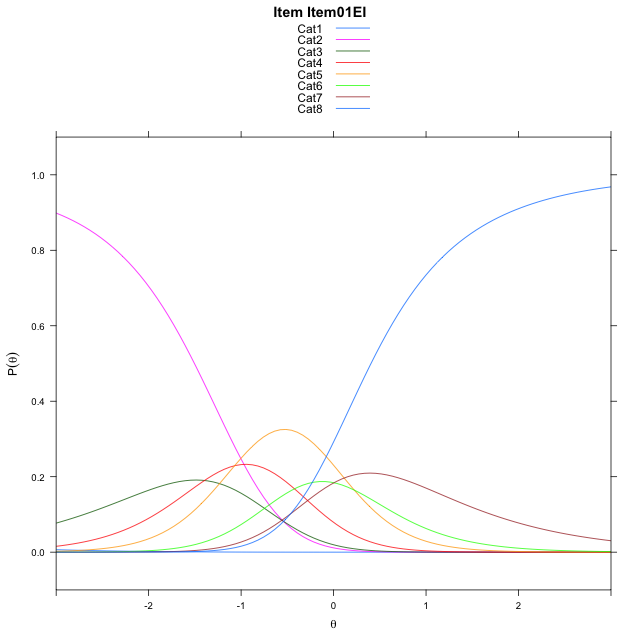 Item Item01EI
Cat1
Cat2
Cat3
Cat4
Cat5
Cat6
Cat7
Cat8
1.0
0.8
0.6
0.4
0.2
0.0
P(θ)
-2 -1 0 1 2
θ